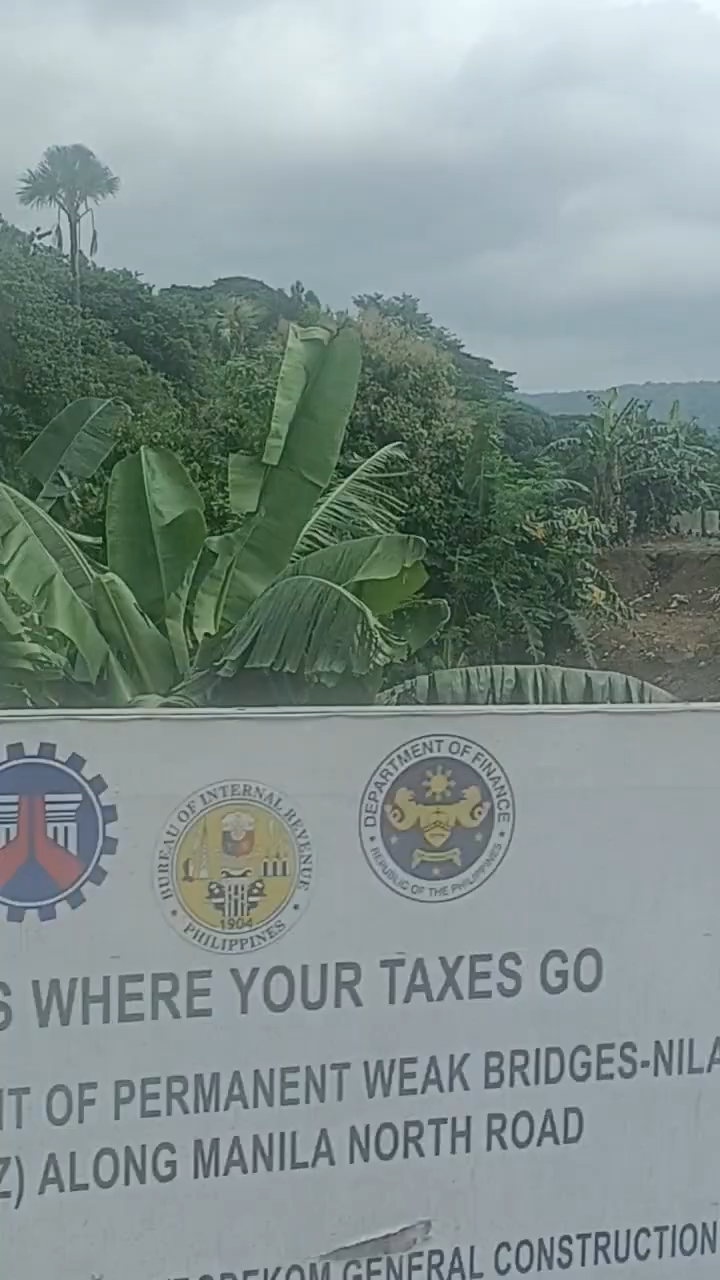 BUREAU OF INTERNAL REVENUE
1904
PHILIPPINES
DEPARTMENT OF FINANCE
REPUBLIC OF THE PHILIPPINES
S WHERE YOUR TAXES GO
NT OF PERMANENT WEAK BRIDGES-NILA
Z) ALONG MANILA NORTH ROAD
GENERAL CONSTRUCTION